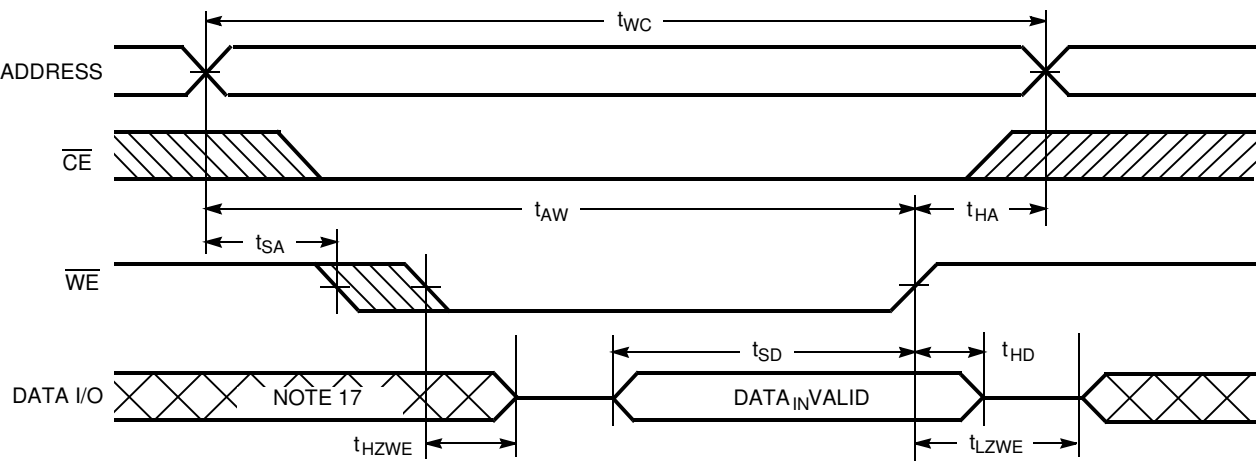 tWC
ADDRESS
CE
tAW
tHA
tSA
WE
tSD
tHD
DATA I/O
NOTE 17
DATAINVALID
tHZWE
tLZWE